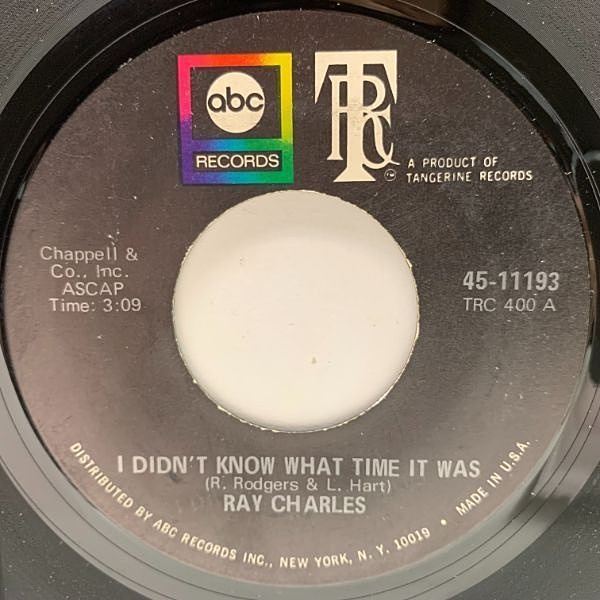 abc
RECORDS
TRC
™
A PRODUCT OF
TANGERINE RECORDS
Chappell &
Co., Inc.
ASCAP
Time: 3:09
45-11193
TRC 400 A
I DIDN'T KNOW WHAT TIME IT WAS
(R. Rodgers & L. Hart)
RAY CHARLES
DISTRIBUTED BY ABC RECORDS INC., NEW YORK, N. Y. 10019 • MADE IN U.S.A.